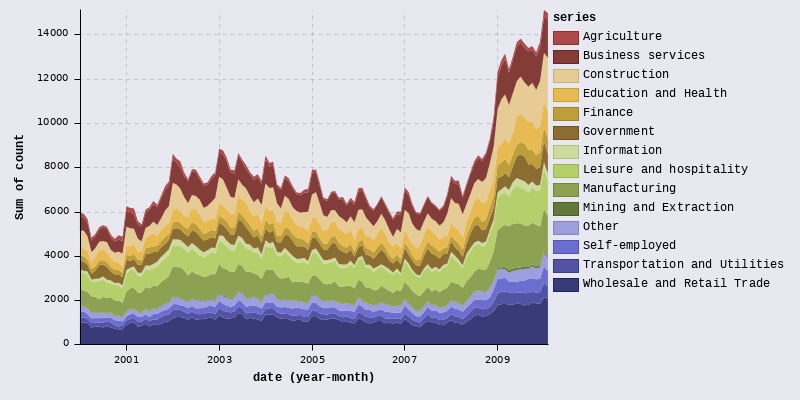 series
Agriculture
Business services
Construction
Education and Health
Finance
Government
Information
Leisure and hospitality
Manufacturing
Mining and Extraction
Other
Self-employed
Transportation and Utilities
Wholesale and Retail Trade
Sum of count
14000
12000
10000
8000
6000
4000
2000
0
2001 2003 2005 2007 2009
date (year-month)